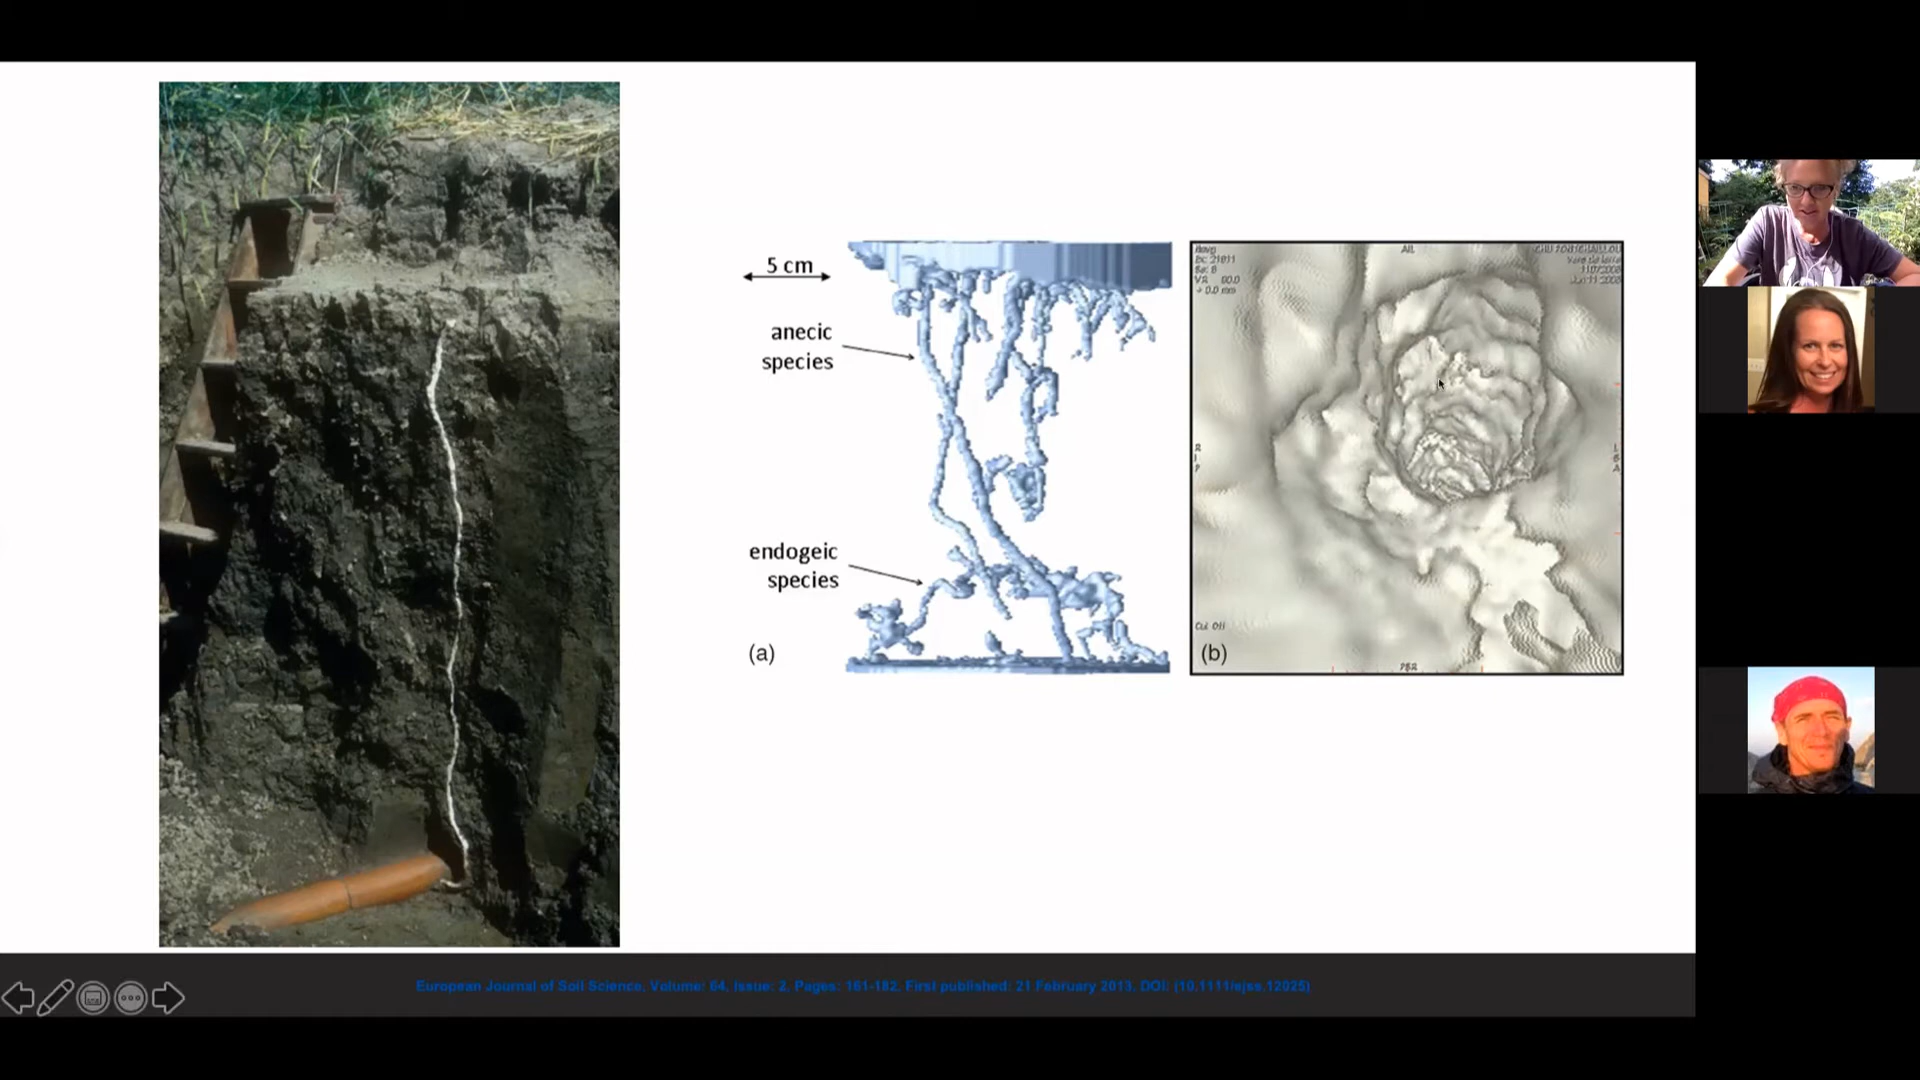 5 cm
anecic
species
endogeic
species
(a)
(b)
European Journal of Soil Science, Volume: 64, Issue: 2, Pages: 161-182, First published: 21 February 2013, DOI: (10.1111/ejss.12025)